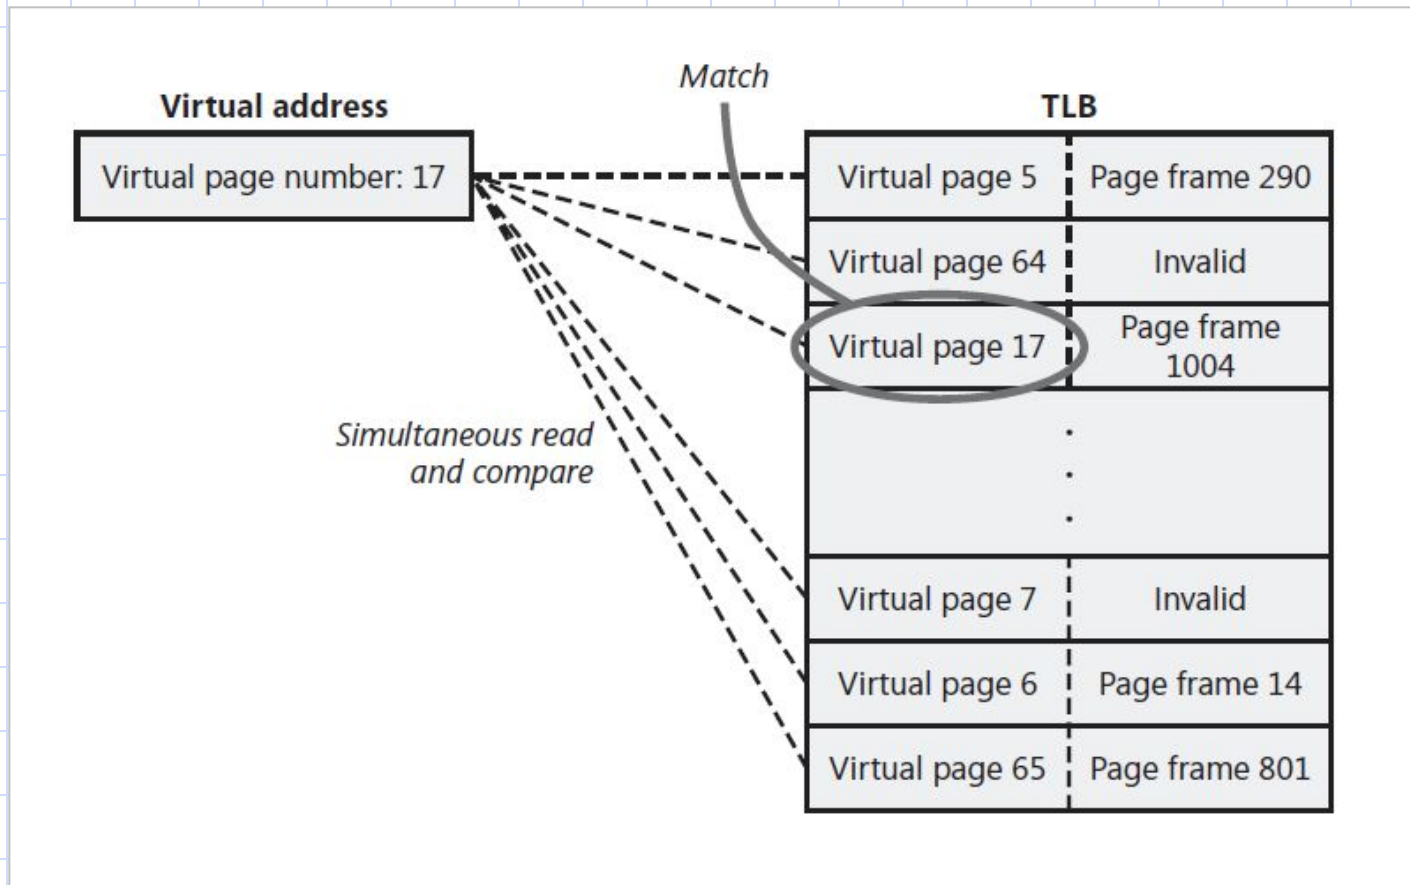 Match
Virtual address
TLB
Virtual page number: 17
Virtual page 5
Page frame 290
Virtual page 64
Invalid
Virtual page 17
Page frame
1004
Simultaneous read
and compare
.
.
.
Virtual page 7
Invalid
Virtual page 6
Page frame 14
Virtual page 65
Page frame 801